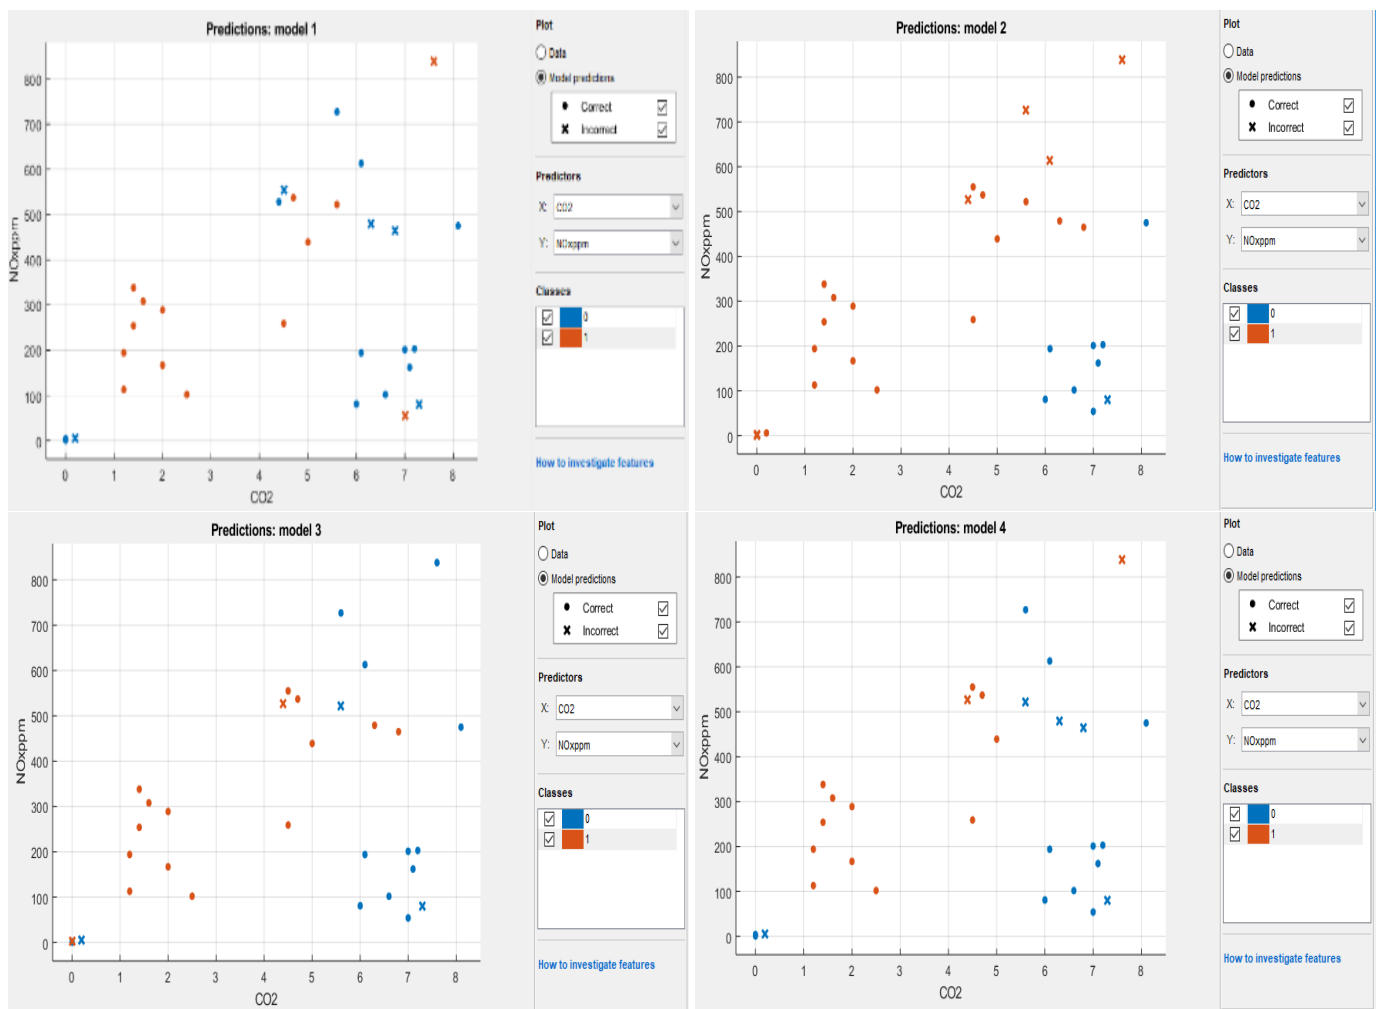 Predictions: model 1
800
700
600
500
400
300
200
100
0
NOxppm
0 1 2 3 4 5 6 7 8
CO2
Plot
Data
Model predictions
Correct
Incorrect
Predictors
X: CO2
Y: NOxppm
Classes
0
1
How to investigate features
Predictions: model 2
800
700
600
500
400
300
200
100
0
NOxppm
0 1 2 3 4 5 6 7 8
CO2
Plot
Data
Model predictions
Correct
Incorrect
Predictors
X: CO2
Y: NOxppm
Classes
0
1
How to investigate features
Predictions: model 3
800
700
600
500
400
300
200
100
0
NOxppm
0 1 2 3 4 5 6 7 8
CO2
Plot
Data
Model predictions
Correct
Incorrect
Predictors
X: CO2
Y: NOxppm
Classes
0
1
How to investigate features
Predictions: model 4
800
700
600
500
400
300
200
100
0
NOxppm
0 1 2 3 4 5 6 7 8
CO2
Plot
Data
Model predictions
Correct
Incorrect
Predictors
X: CO2
Y: NOxppm
Classes
0
1
How to investigate features